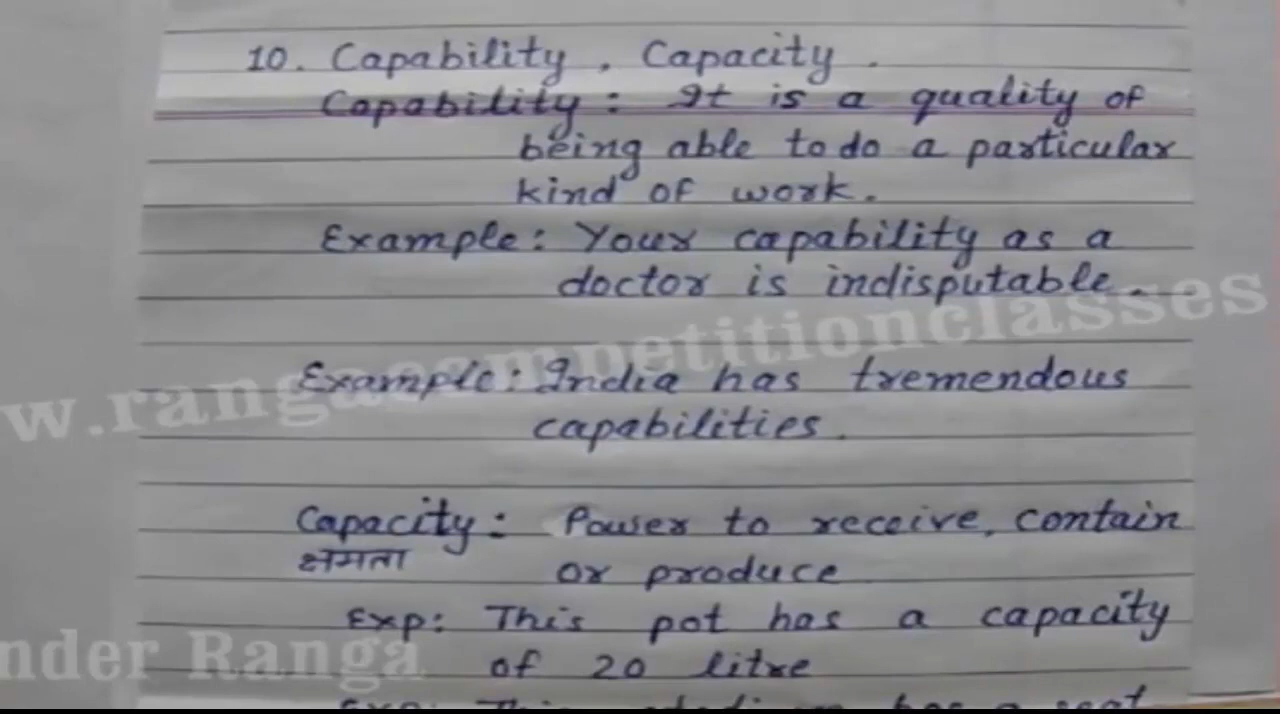 10. Capability, Capacity.
Capability: It is a quality of
being able to do a particular
kind of work.
Example: Your capability as a
doctor is indisputable.
w.rangacompetitionclasses
Example: India has tremendous
capabilities.
Capacity: Power to receive, contain
क्षमता or produce
Exp: This pot has a capacity
nder Ranga
of 20 litre